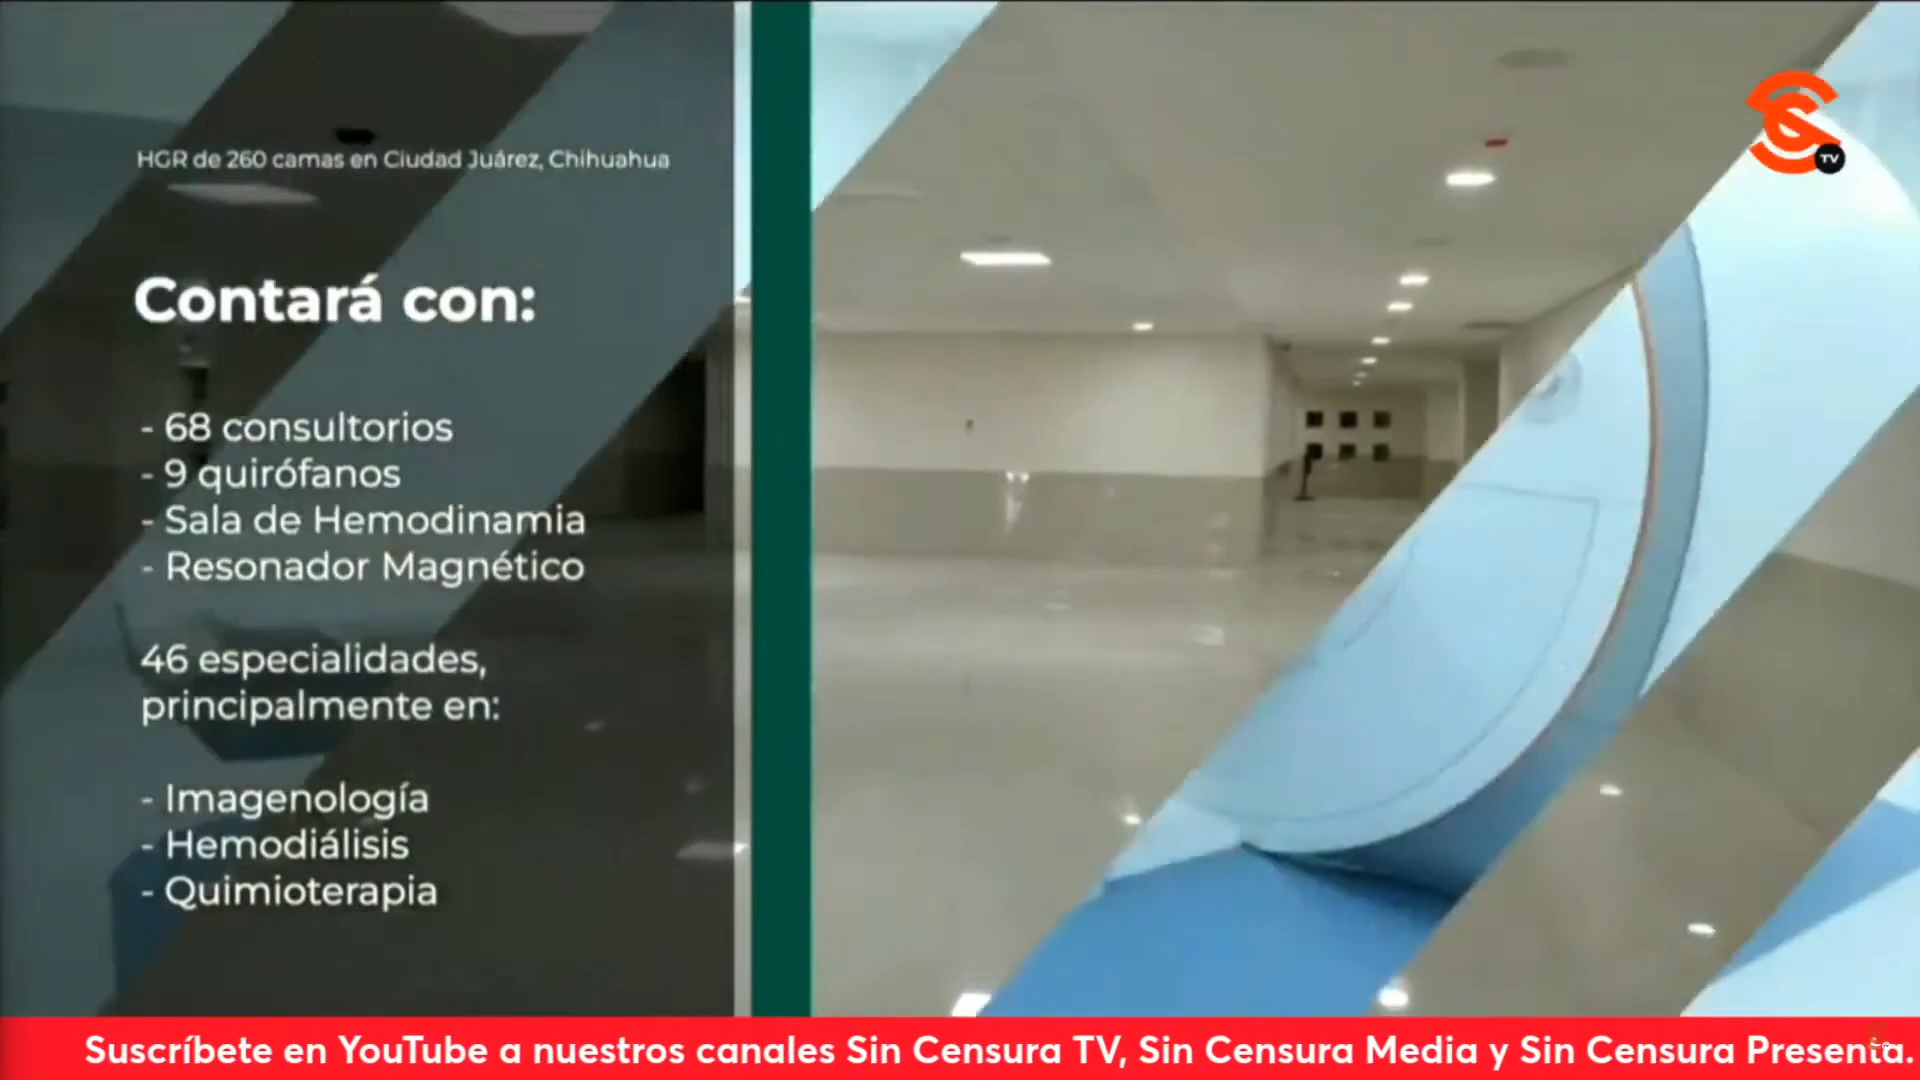 HGR de 260 camas en Ciudad Juárez, Chihuahua
Contará con:
- 68 consultorios
- 9 quirófanos
- Sala de Hemodinamia
- Resonador Magnético
46 especialidades,
principalmente en:
- Imagenología
- Hemodiálisis
- Quimioterapia
TV
Suscríbete en YouTube a nuestros canales Sin Censura TV, Sin Censura Media y Sin Censura Presenta.